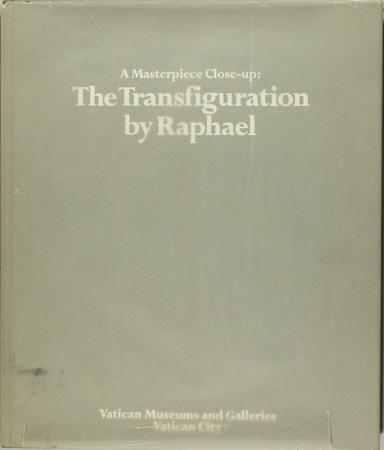 A Masterpiece Close-up:
The Transfiguration
by Raphael
Vatican Museums and Galleries
Vatican City